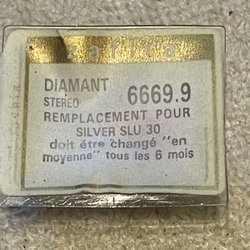 DIAMANT
STEREO 6669.9
REMPLACEMENT POUR
SILVER SLU 30
doit être changé "en
moyenne" tous les 6 mois